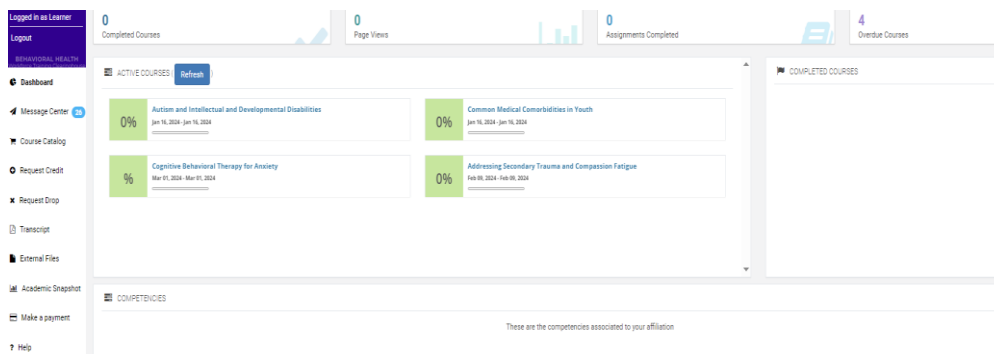 Logged in as Learner
Logout
BEHAVIORAL HEALTH
Dashboard
Message Center 26
Course Catalog
Request Credit
Request Drop
Transcript
External Files
Academic Snapshot
Make a payment
Help
0
Completed Courses
0
Page Views
0
Assignments Completed
4
Overdue Courses
ACTIVE COURSES ( Refresh )
0%
Autism and Intellectual and Developmental Disabilities
Jan 16, 2024 - Jan 16, 2024
0%
Common Medical Comorbidities in Youth
Jan 16, 2024 - Jan 16, 2024
%
Cognitive Behavioral Therapy for Anxiety
Mar 01, 2024 - Mar 01, 2024
0%
Addressing Secondary Trauma and Compassion Fatigue
Feb 09, 2024 - Feb 09, 2024
COMPLETED COURSES
COMPETENCIES
These are the competencies associated to your affiliation